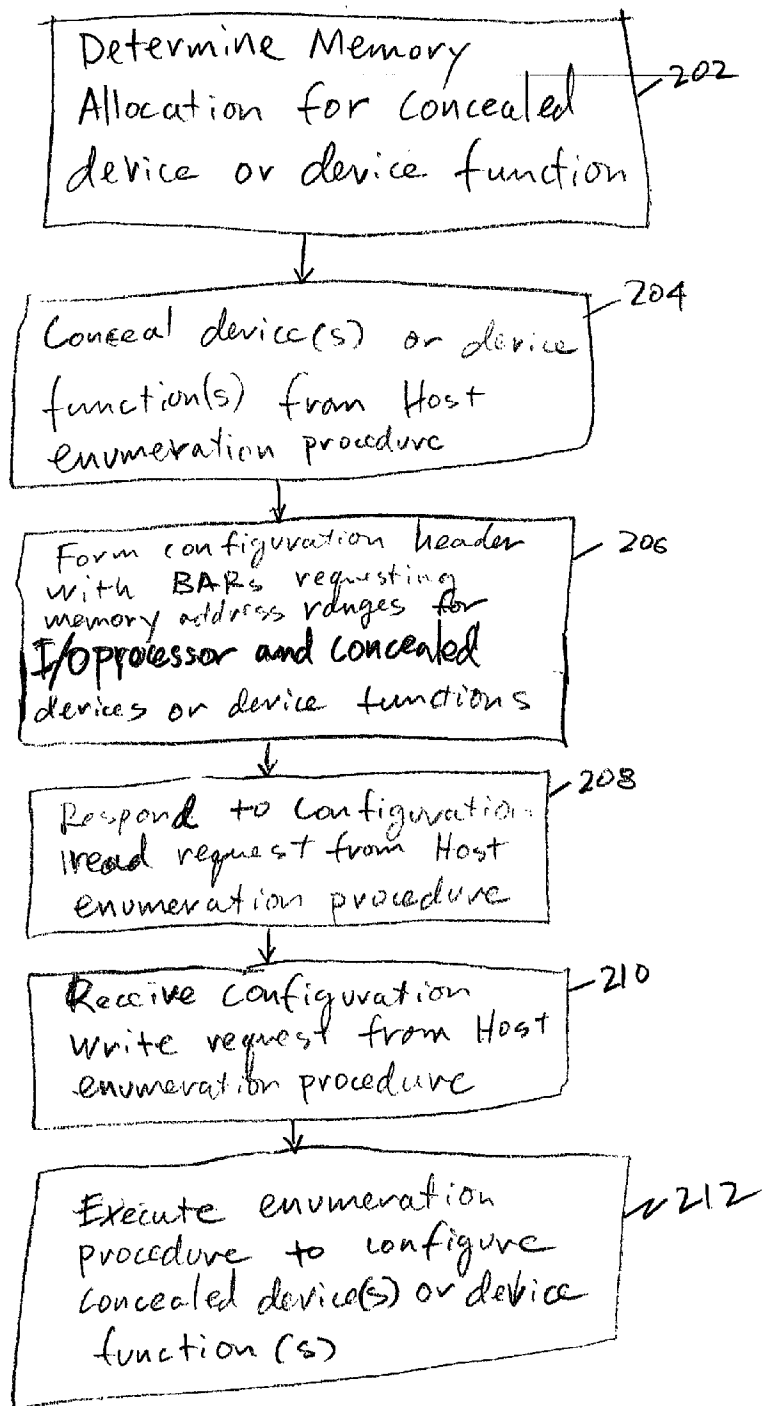 Determine Memory
Allocation for concealed
device or device function
202
Conceal device(s) or device
function(s) from Host
enumeration procedure
204
Form configuration header
with BARs requesting
memory address ranges for
I/O processor and concealed
devices or device functions
206
Respond to configuration
read request from Host
enumeration procedure
208
Receive configuration
write request from Host
enumeration procedure
210
Execute enumeration
procedure to configure
concealed device(s) or device
function(s)
212